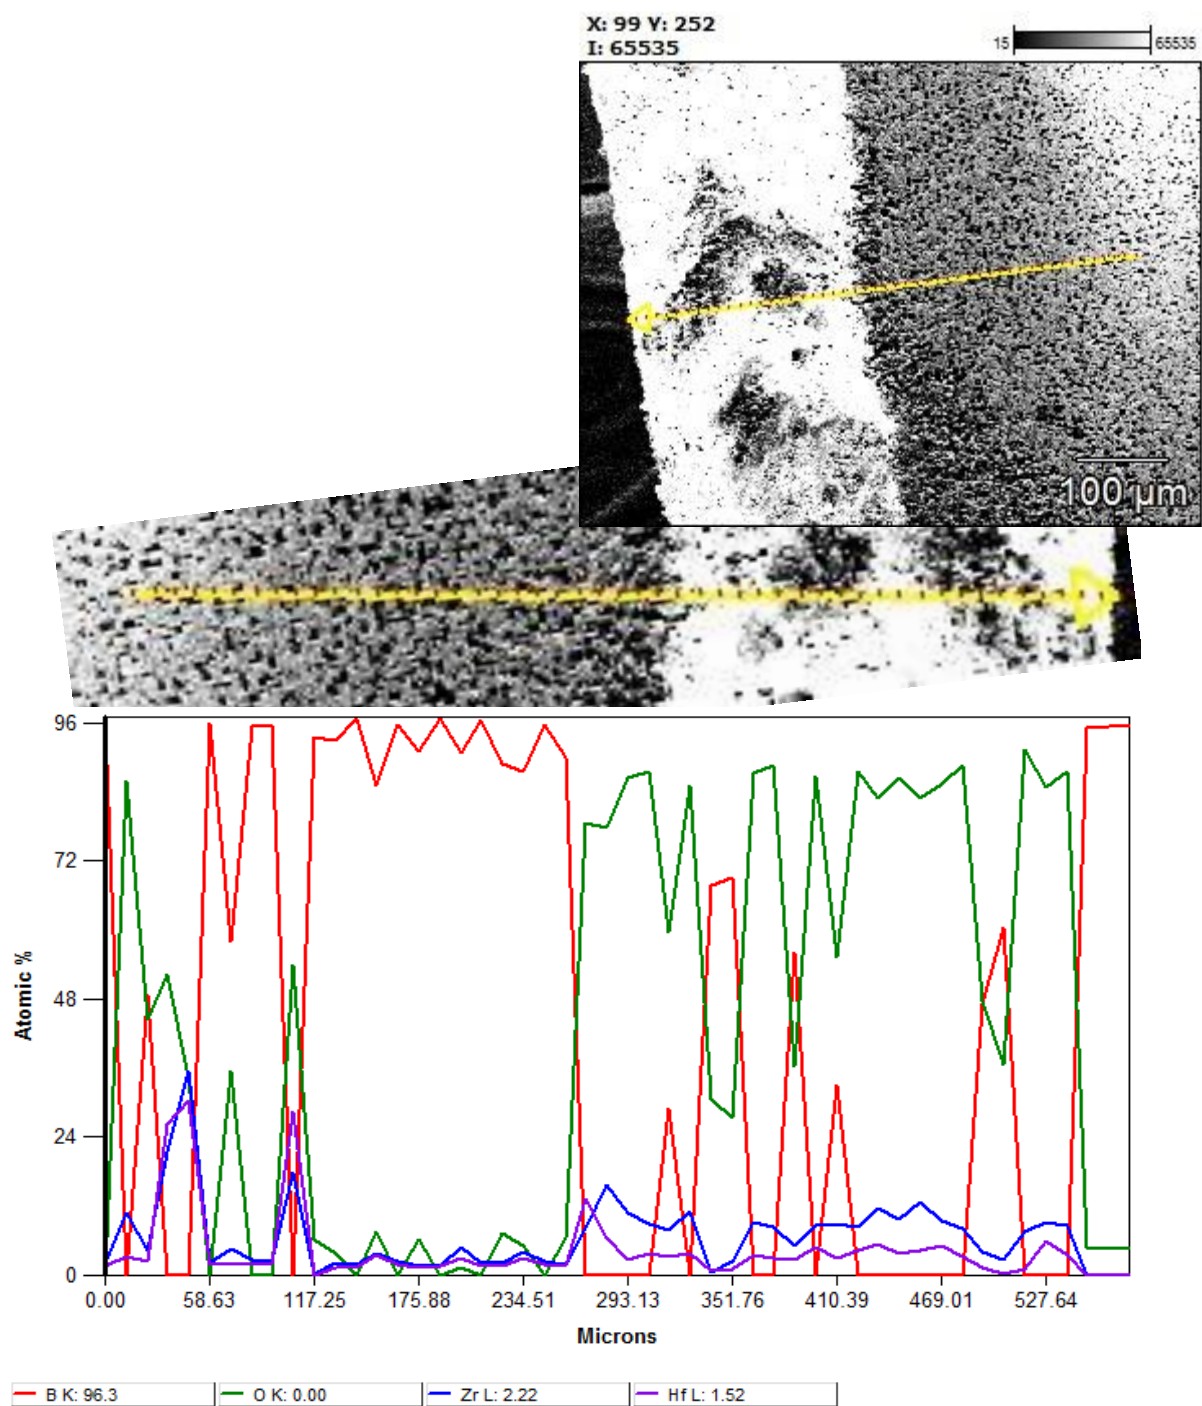 X: 99 Y: 252
I: 65535
15 65535
100 µm
96
72
48
24
0
Atomic %
0.00 58.63 117.25 175.88 234.51 293.13 351.76 410.39 469.01 527.64
Microns
B K: 96.3 O K: 0.00 Zr L: 2.22 Hf L: 1.52